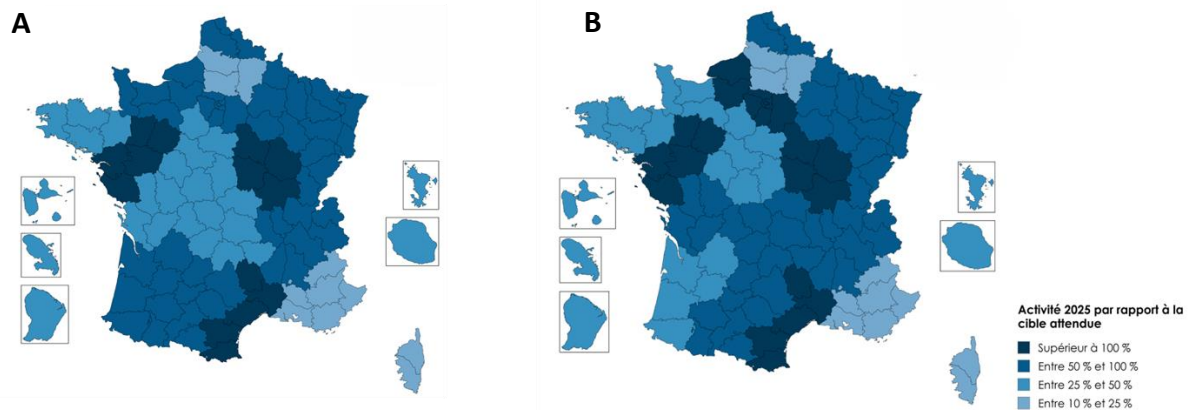 A
B
Activité 2025 par rapport à la
cible attendue
Supérieur à 100 %
Entre 50 % et 100 %
Entre 25 % et 50 %
Entre 10 % et 25 %